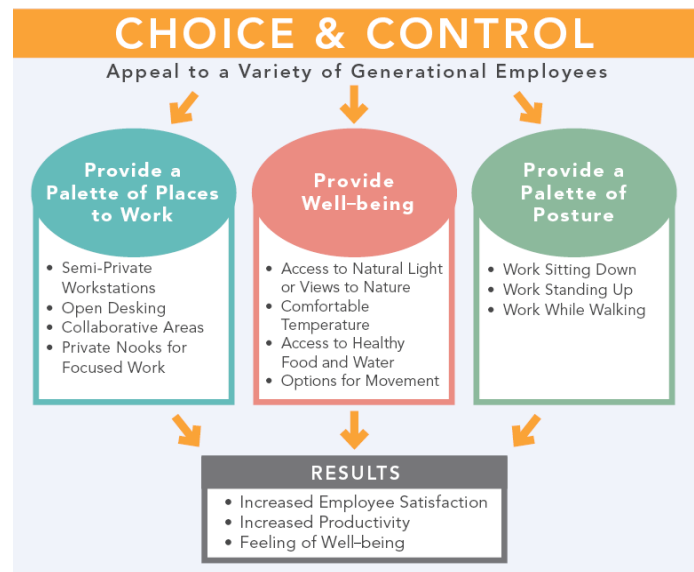 CHOICE & CONTROL
Appeal to a Variety of Generational Employees
Provide a
Palette of Places
to Work
• Semi-Private
Workstations
• Open Desking
• Collaborative Areas
• Private Nooks for
Focused Work
Provide
Well–being
• Access to Natural Light
or Views to Nature
• Comfortable
Temperature
• Access to Healthy
Food and Water
• Options for Movement
Provide a
Palette of
Posture
• Work Sitting Down
• Work Standing Up
• Work While Walking
RESULTS
• Increased Employee Satisfaction
• Increased Productivity
• Feeling of Well–being